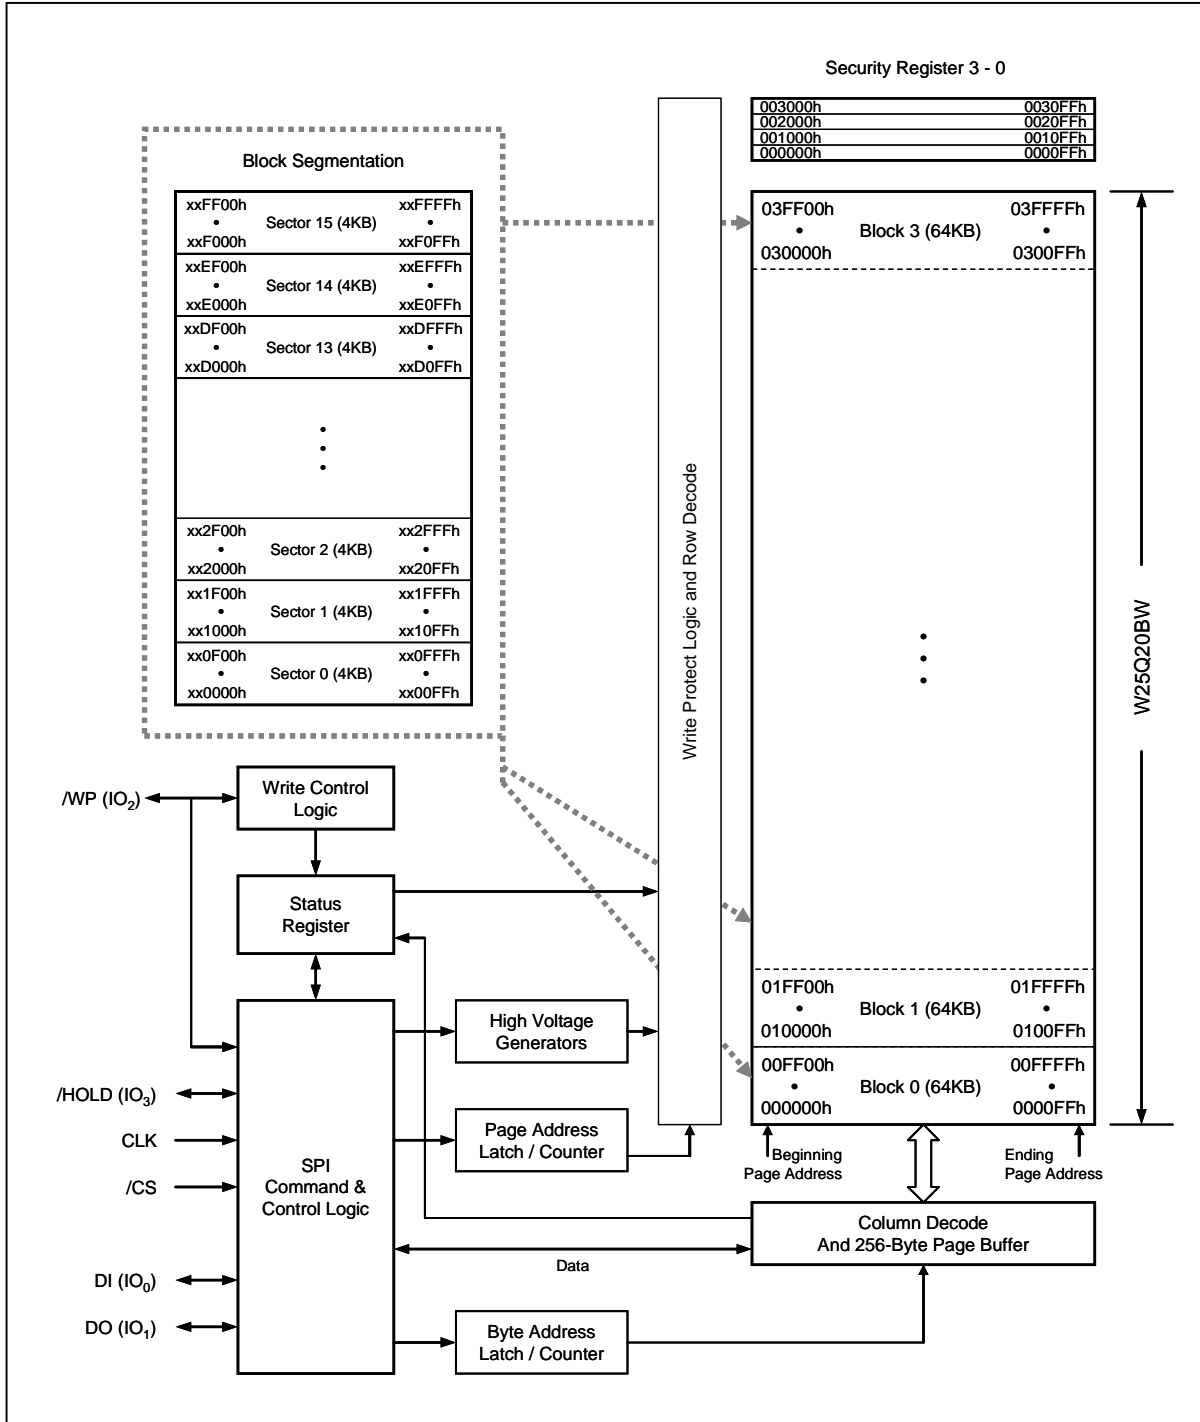 Security Register 3 - 0
003000h 0030FFh
002000h 0020FFh
001000h 0010FFh
000000h 0000FFh
Block Segmentation
xxFF00h xxFFFFh
Sector 15 (4KB)
xxF000h xxF0FFh
xxEF00h xxEFFFh
Sector 14 (4KB)
xxE000h xxE0FFh
xxDF00h xxDFFFh
Sector 13 (4KB)
xxD000h xxD0FFh
xx2F00h xx2FFFh
Sector 2 (4KB)
xx2000h xx20FFh
xx1F00h xx1FFFh
Sector 1 (4KB)
xx1000h xx10FFh
xx0F00h xx0FFFh
Sector 0 (4KB)
xx0000h xx00FFh
Write Protect Logic and Row Decode
03FF00h 03FFFFh
Block 3 (64KB)
030000h 0300FFh
01FF00h 01FFFFh
Block 1 (64KB)
010000h 0100FFh
00FF00h 00FFFFh
Block 0 (64KB)
000000h 0000FFh
W25Q20BW
Beginning
Page Address
Ending
Page Address
/WP (IO2)
Write Control
Logic
Status
Register
High Voltage
Generators
/HOLD (IO3)
CLK
/CS
SPI
Command &
Control Logic
Page Address
Latch / Counter
Column Decode
And 256-Byte Page Buffer
Data
DI (IO0)
DO (IO1)
Byte Address
Latch / Counter